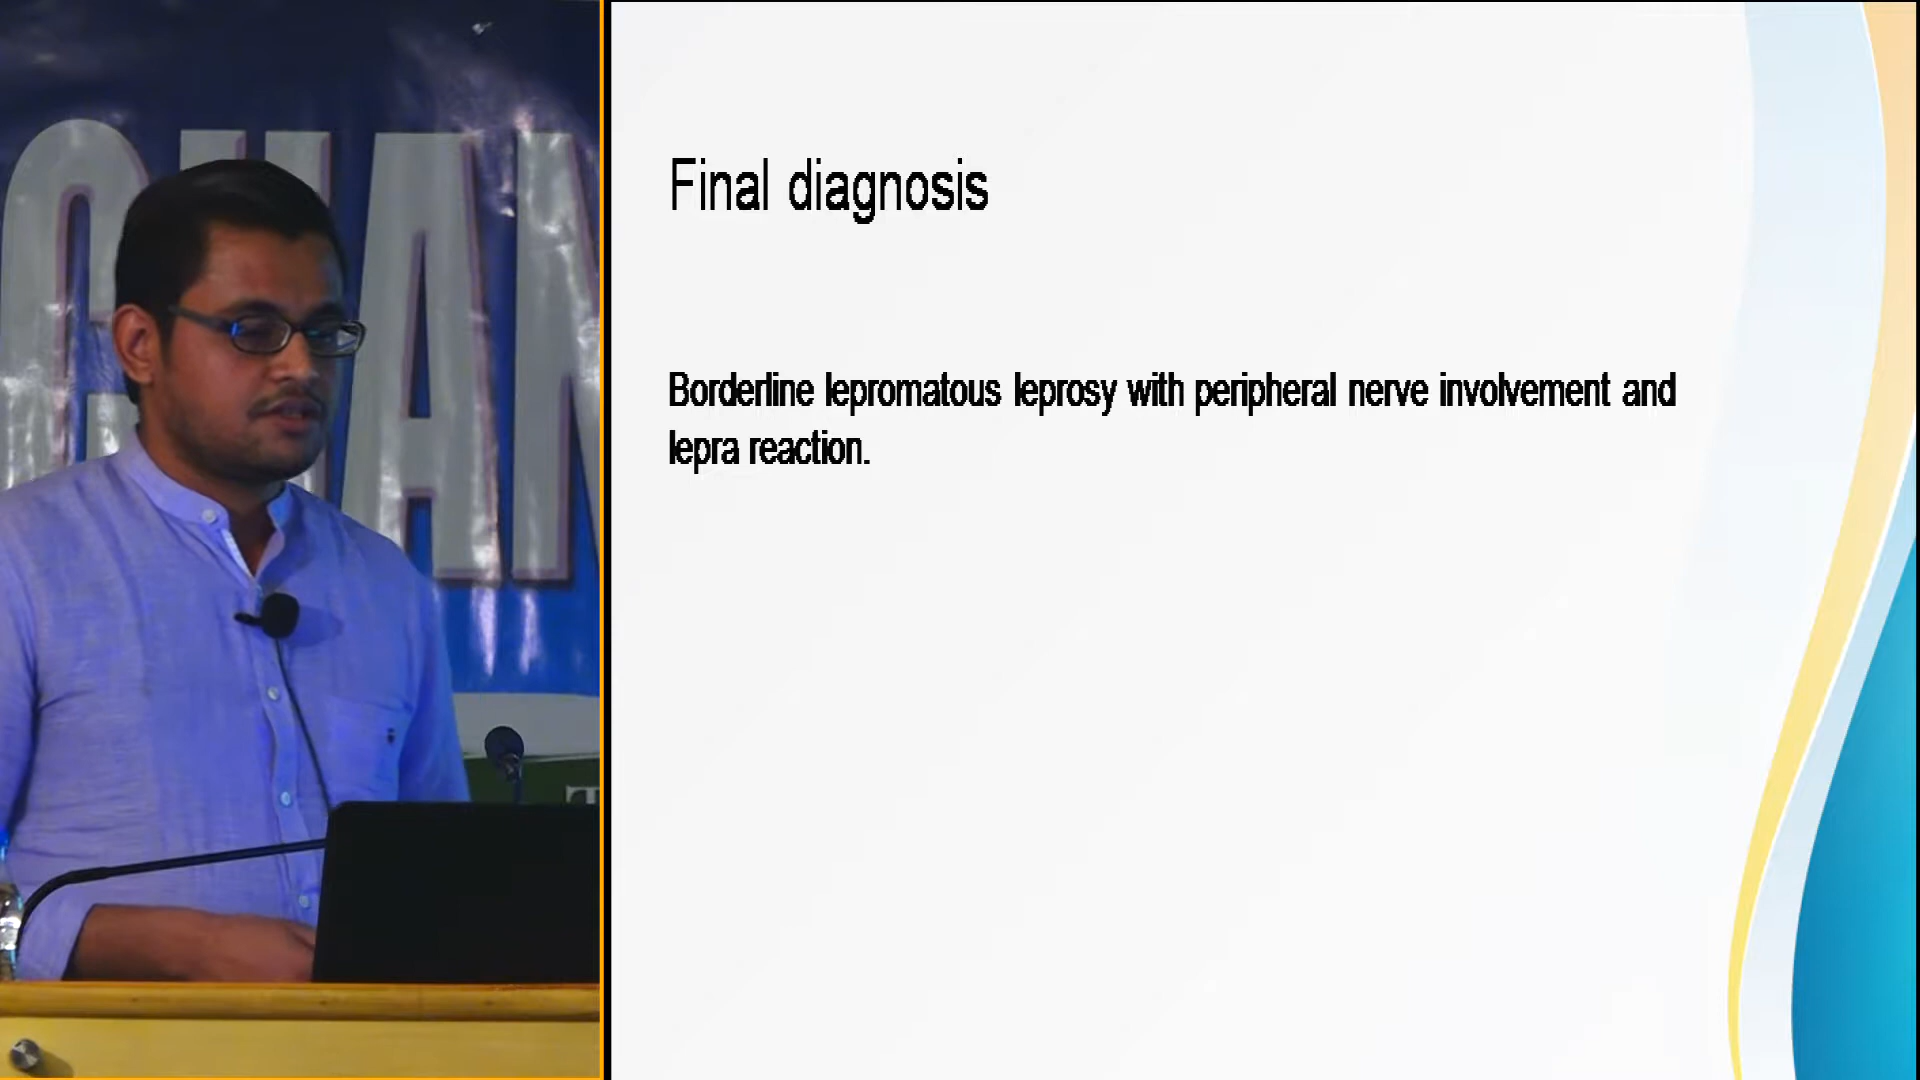 Final diagnosis
Borderline lepromatous leprosy with peripheral nerve involvement and
lepra reaction.